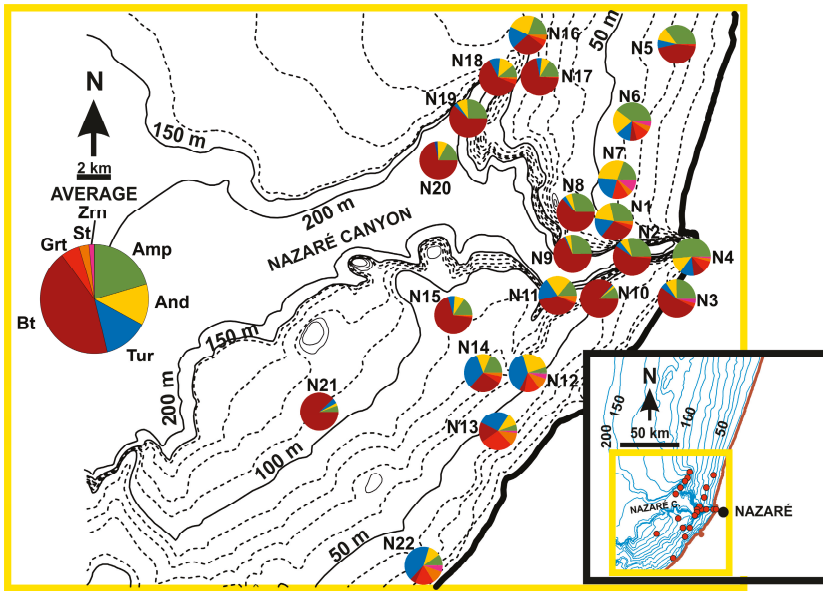 N16
50 m
N5
N18
N17
N
N19
N6
150 m
2 km
N7
AVERAGE
N20
Zrn
200 m
N8
N1
St
Amp
Grt
NAZARÉ CANYON
N2
N9
N4
And
Bt
N15
N11
N10
N3
Tur
150 m
N14
N12
N21
200 m
N13
100 m
50 m
N22
N
200
150
100
50
50 km
NAZARÉ C.
NAZARÉ